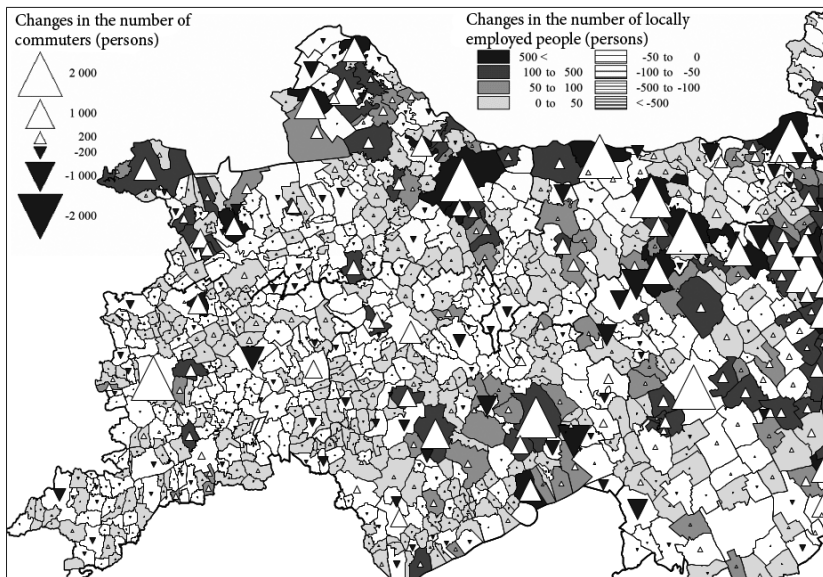 Changes in the number of
commuters (persons)
2 000
1 000
200
-200
-1 000
-2 000
Changes in the number of locally
employed people (persons)
500 <
100 to 500
50 to 100
0 to 50
-50 to 0
-100 to -50
-500 to -100
< -500